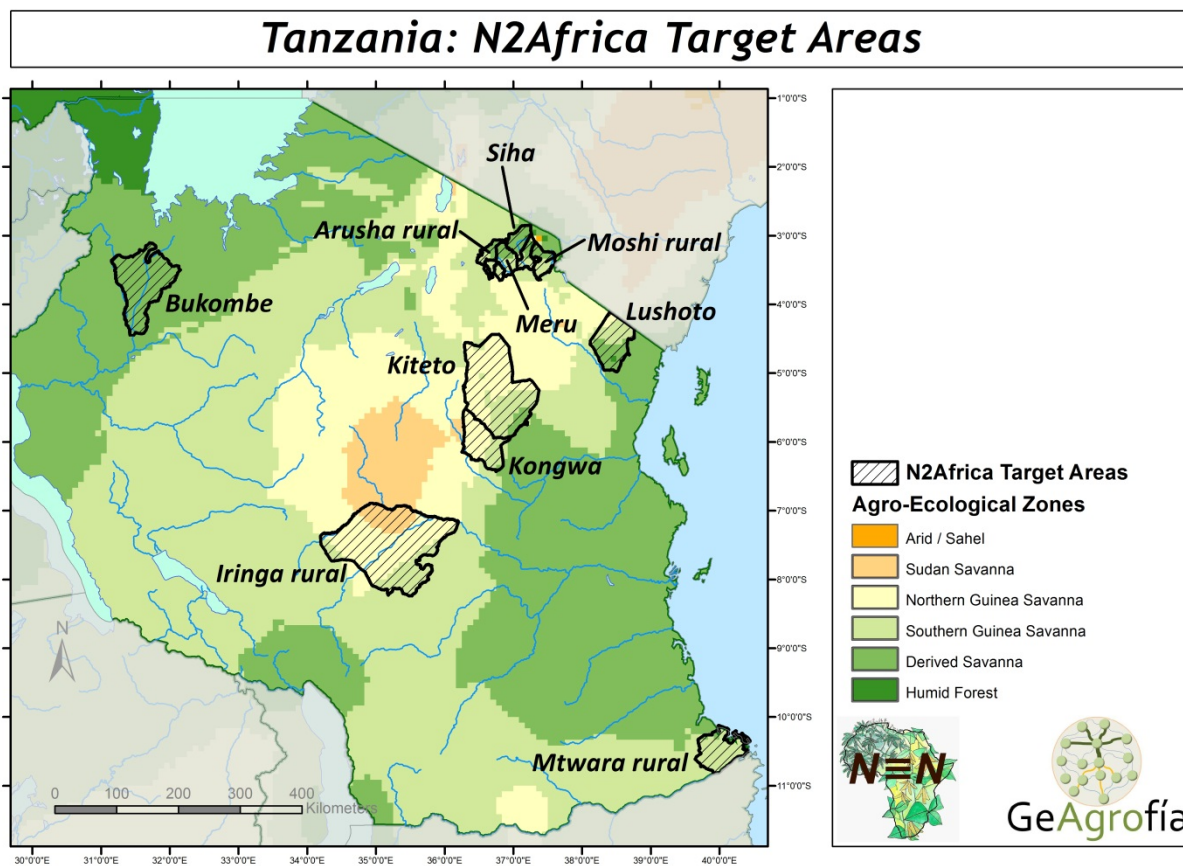 Tanzania: N2Africa Target Areas
1°0'0"S
2°0'0"S
3°0'0"S
4°0'0"S
5°0'0"S
6°0'0"S
7°0'0"S
8°0'0"S
9°0'0"S
10°0'0"S
11°0'0"S
Siha
Arusha rural
Moshi rural
Bukombe
Meru
Lushoto
Kiteto
Kongwa
Iringa rural
Mtwara rural
N
0 100 200 300 400
Kilometers
30°0'0"E 31°0'0"E 32°0'0"E 33°0'0"E 34°0'0"E 35°0'0"E 36°0'0"E 37°0'0"E 38°0'0"E 39°0'0"E 40°0'0"E
N2Africa Target Areas
Agro-Ecological Zones
Arid / Sahel
Sudan Savanna
Northern Guinea Savanna
Southern Guinea Savanna
Derived Savanna
Humid Forest
N≡N
GeAgrofía